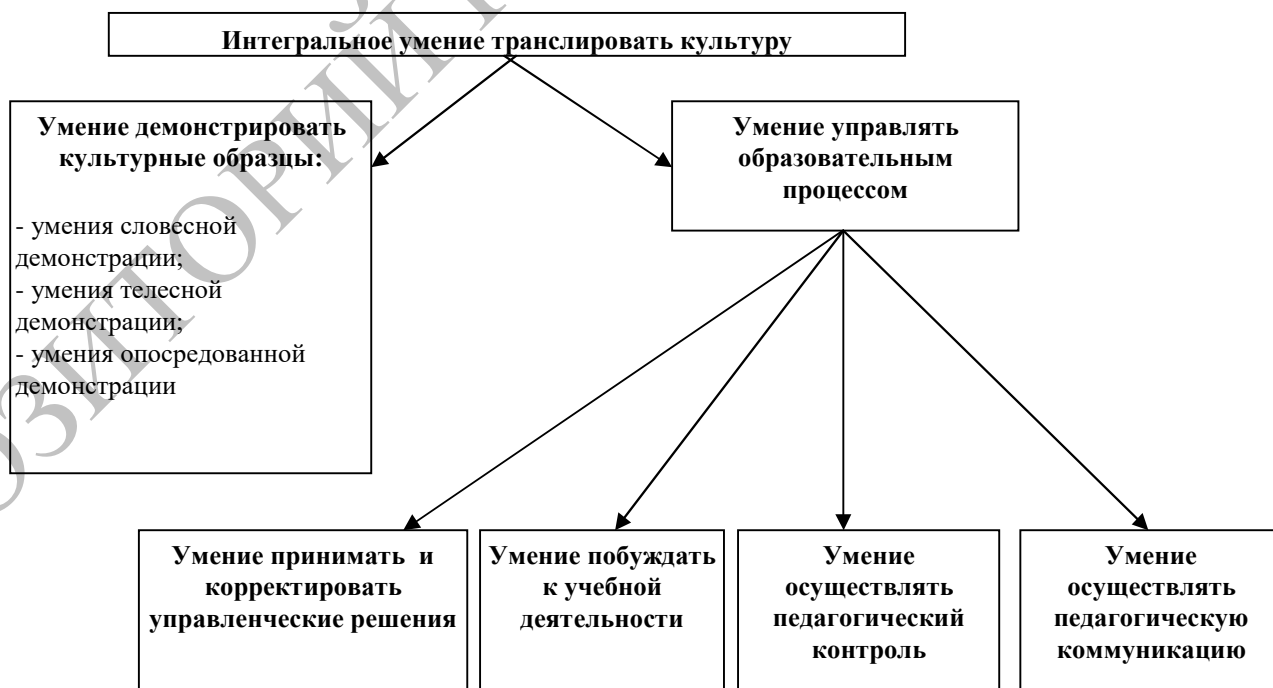 Интегральное умение транслировать культуру
Умение демонстрировать
культурные образцы:
- умения словесной
демонстрации;
- умения телесной
демонстрации;
- умения опосредованной
демонстрации
Умение управлять
образовательным
процессом
Умение принимать и
корректировать
управленческие решения
Умение побуждать
к учебной
деятельности
Умение
осуществлять
педагогический
контроль
Умение
осуществлять
педагогическую
коммуникацию